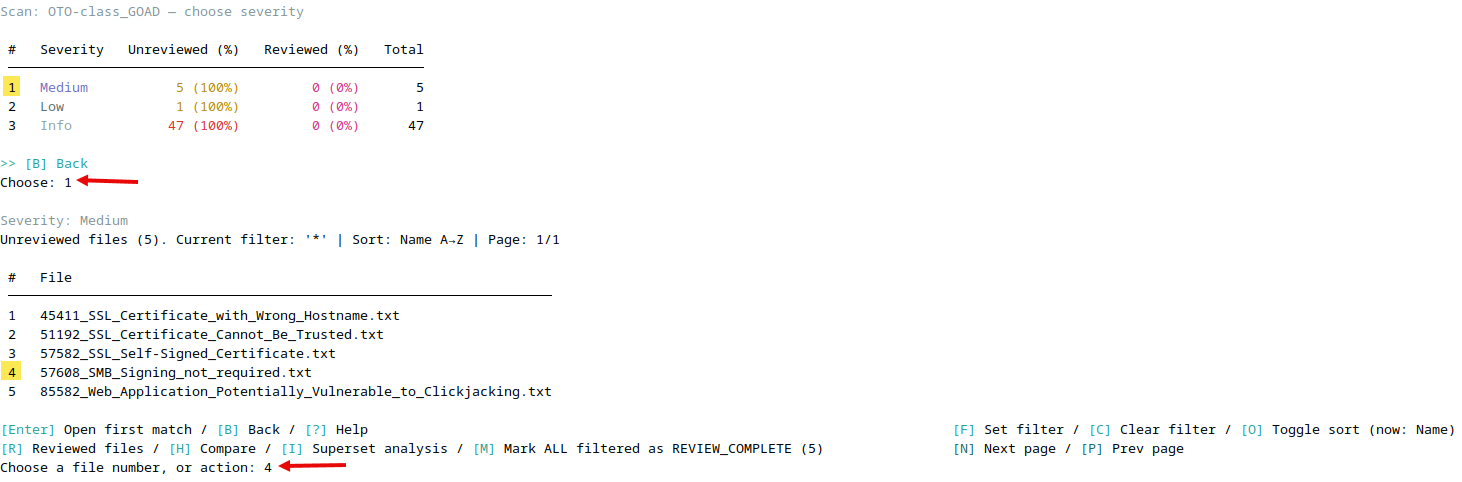 Scan: OTO-class_GOAD — choose severity
# Severity Unreviewed (%) Reviewed (%) Total
1 Medium 5 (100%) 0 (0%) 5
2 Low 1 (100%) 0 (0%) 1
3 Info 47 (100%) 0 (0%) 47
>> [B] Back
Choose: 1
Severity: Medium
Unreviewed files (5). Current filter: '*' | Sort: Name A→Z | Page: 1/1
# File
1 45411_SSL_Certificate_with_Wrong_Hostname.txt
2 51192_SSL_Certificate_Cannot_Be_Trusted.txt
3 57582_SSL_Self-Signed_Certificate.txt
4 57608_SMB_Signing_not_required.txt
5 85582_Web_Application_Potentially_Vulnerable_to_Clickjacking.txt
[Enter] Open first match / [B] Back / [?] Help [F] Set filter / [C] Clear filter / [O] Toggle sort (now: Name)
[R] Reviewed files / [H] Compare / [I] Superset analysis / [M] Mark ALL filtered as REVIEW_COMPLETE (5) [N] Next page / [P] Prev page
Choose a file number, or action: 4